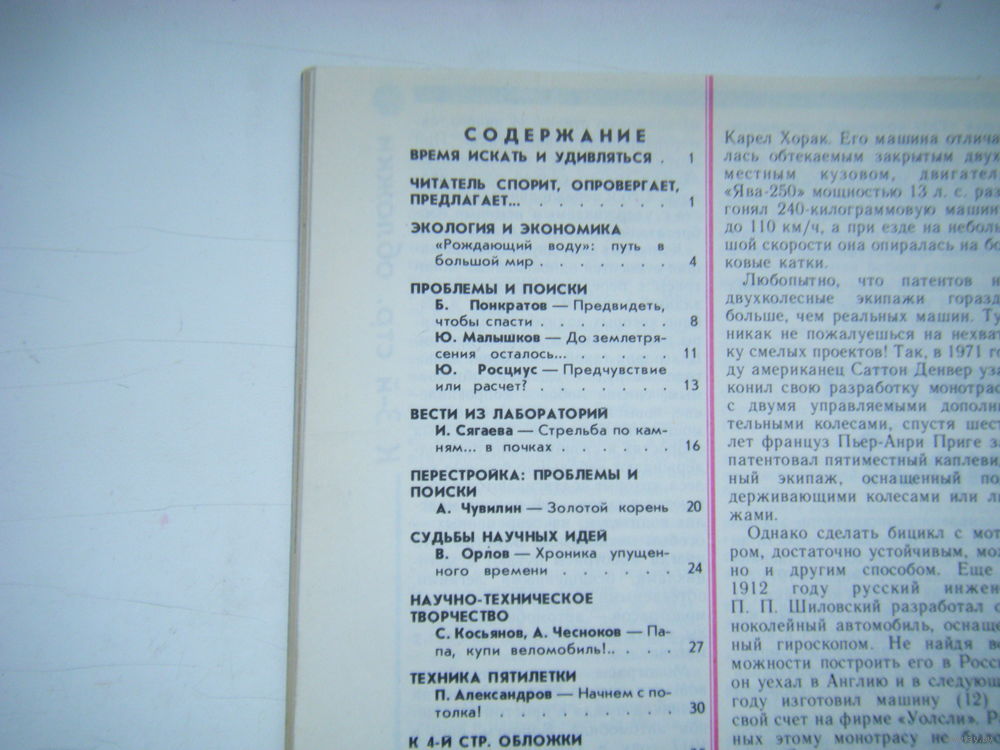 СОДЕРЖАНИЕ
ВРЕМЯ ИСКАТЬ И УДИВЛЯТЬСЯ . 1
ЧИТАТЕЛЬ СПОРИТ, ОПРОВЕРГАЕТ,
ПРЕДЛАГАЕТ... . . . . . . . 1
ЭКОЛОГИЯ И ЭКОНОМИКА
«Рождающий воду»: путь в
большой мир . . . . . . . 4
ПРОБЛЕМЫ И ПОИСКИ
Б. Понкратов — Предвидеть,
чтобы спасти . . . . . . . 8
Ю. Малышков — До землетря-
сения осталось... . . . . . 11
Ю. Росциус — Предчувствие
или расчет? . . . . . . . 13
ВЕСТИ ИЗ ЛАБОРАТОРИЙ
И. Сягаева — Стрельба по кам-
ням... в почках . . . . . . 16
ПЕРЕСТРОЙКА: ПРОБЛЕМЫ И
ПОИСКИ
А. Чувилин — Золотой корень 20
СУДЬБЫ НАУЧНЫХ ИДЕЙ
В. Орлов — Хроника упущен-
ного времени . . . . . . 24
НАУЧНО-ТЕХНИЧЕСКОЕ
ТВОРЧЕСТВО
С. Косьянов, А. Чесноков — Па-
па, купи веломобиль!.. . . . 27
ТЕХНИКА ПЯТИЛЕТКИ
П. Александров — Начнем с по-
толка! . . . . . . . . . 30
К 4-Й СТР. ОБЛОЖКИ
Карел Хорак. Его машина отлича
лась обтекаемым закрытым двух
местным кузовом, двигател
«Ява-250» мощностью 13 л. с. раз
гонял 240-килограммовую машин
до 110 км/ч, а при езде на неболь
шой скорости она опиралась на бо
ковые катки.
Любопытно, что патентов н
двухколесные экипажи горазд
больше, чем реальных машин. Ту
никак не пожалуешься на нехват
ку смелых проектов! Так, в 1971 го
ду американец Саттон Денвер уза
конил свою разработку монотрас
с двумя управляемыми дополни
тельными колесами, спустя шест
лет француз Пьер-Анри Приге за
патентовал пятиместный каплеви
ный экипаж, оснащенный по
держивающими колесами или лы
жами.
Однако сделать бицикл с мот
ром, достаточно устойчивым, мож
но и другим способом. Еще
1912 году русский инжен
П. П. Шиловский разработал о
ноколейный автомобиль, оснаще
ный гироскопом. Не найдя во
можности построить его в Росси
он уехал в Англию и в следующ
году изготовил машину (12)
свой счет на фирме «Уолсли». Р
ных этому монотрасу не